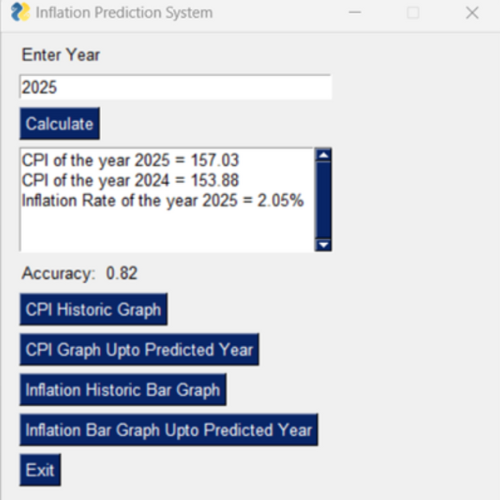 Inflation Prediction System
Enter Year
2025
Calculate
CPI of the year 2025 = 157.03
CPI of the year 2024 = 153.88
Inflation Rate of the year 2025 = 2.05%
Accuracy: 0.82
CPI Historic Graph
CPI Graph Upto Predicted Year
Inflation Historic Bar Graph
Inflation Bar Graph Upto Predicted Year
Exit